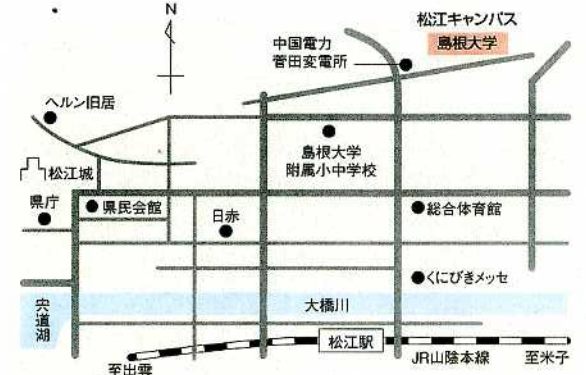 N
松江キャンパス
島根大学
中国電力
菅田変電所
ヘルン旧居
島根大学
附属小中学校
松江城
県庁
県民会館
日赤
総合体育館
くにびきメッセ
宍道湖
大橋川
松江駅
JR山陰本線
至米子
至出雲